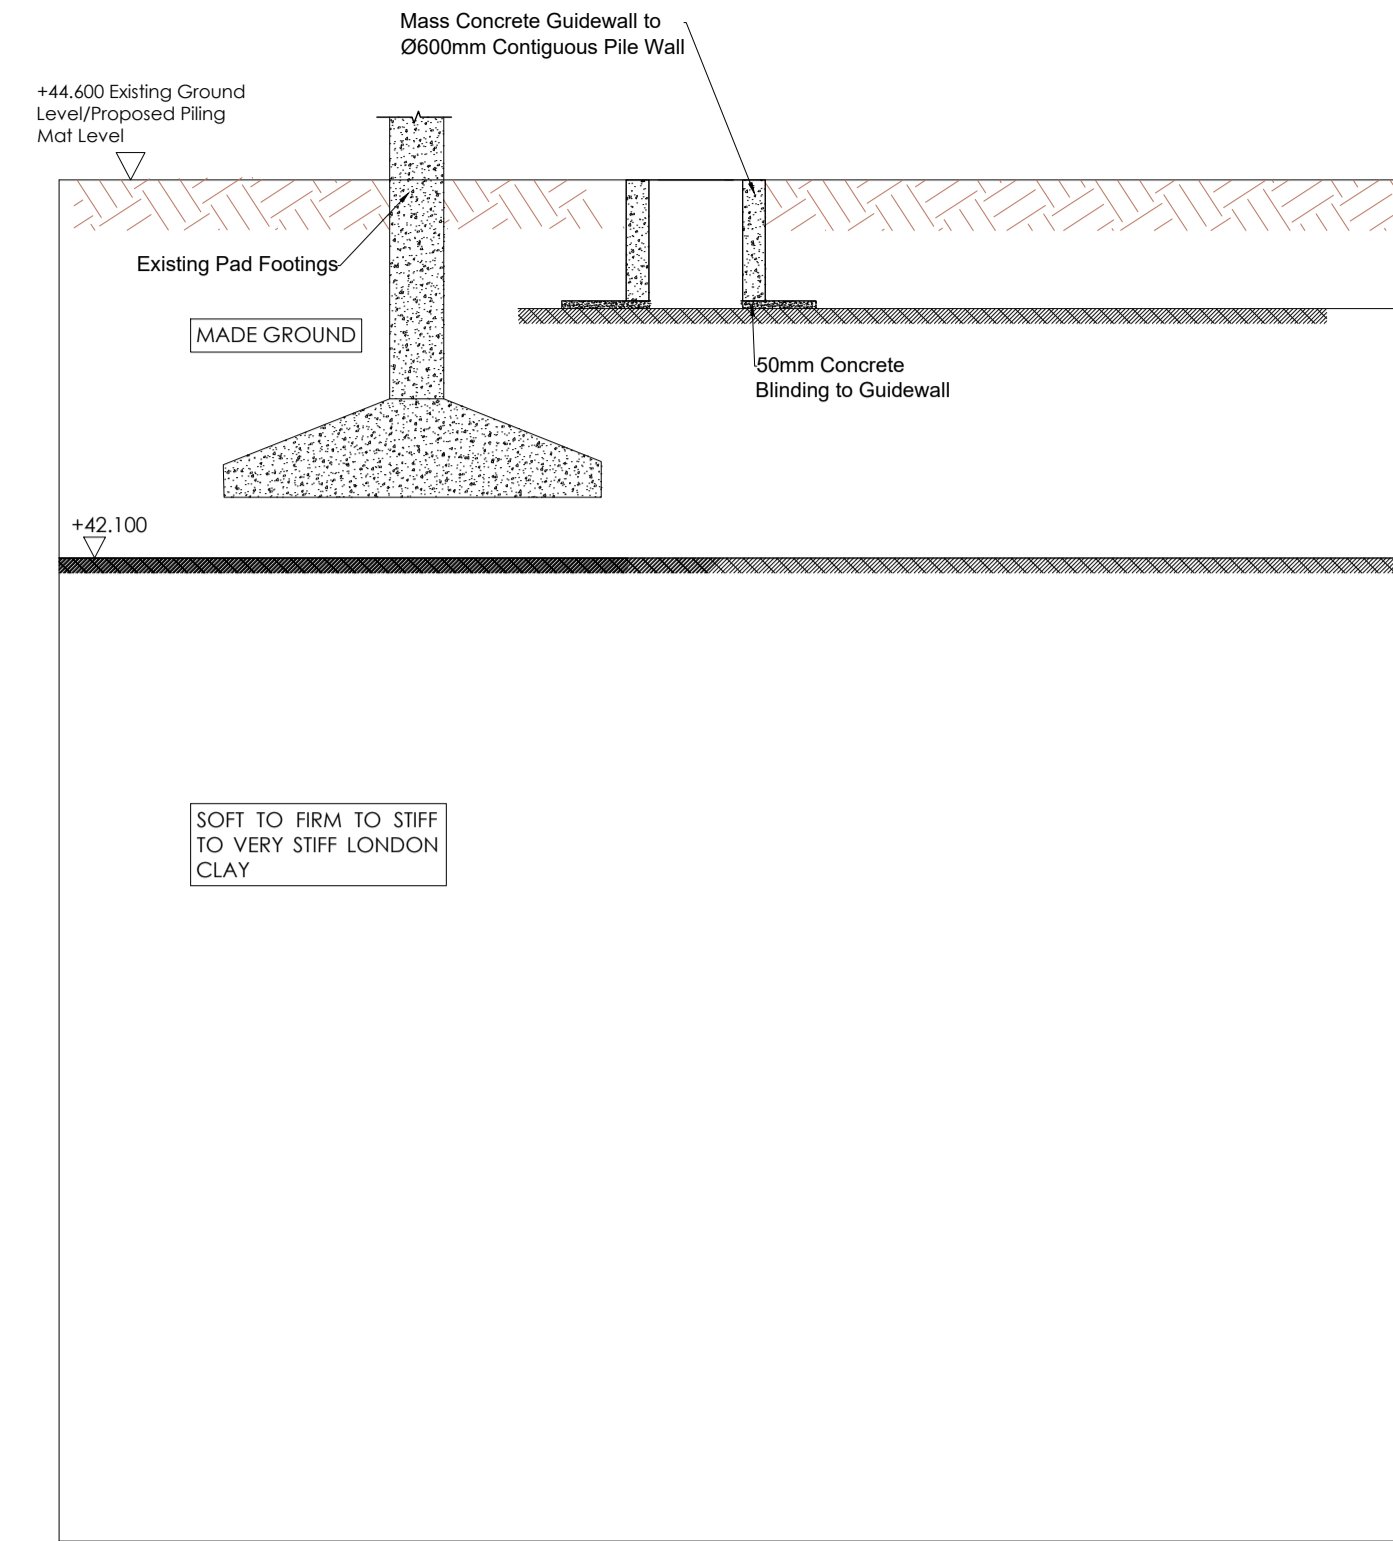 Mass Concrete Guidewall to
Ø600mm Contiguous Pile Wall
+44.600 Existing Ground
Level/Proposed Piling
Mat Level
Existing Pad Footings
MADE GROUND
50mm Concrete
Blinding to Guidewall
+42.100
SOFT TO FIRM TO STIFF
TO VERY STIFF LONDON
CLAY